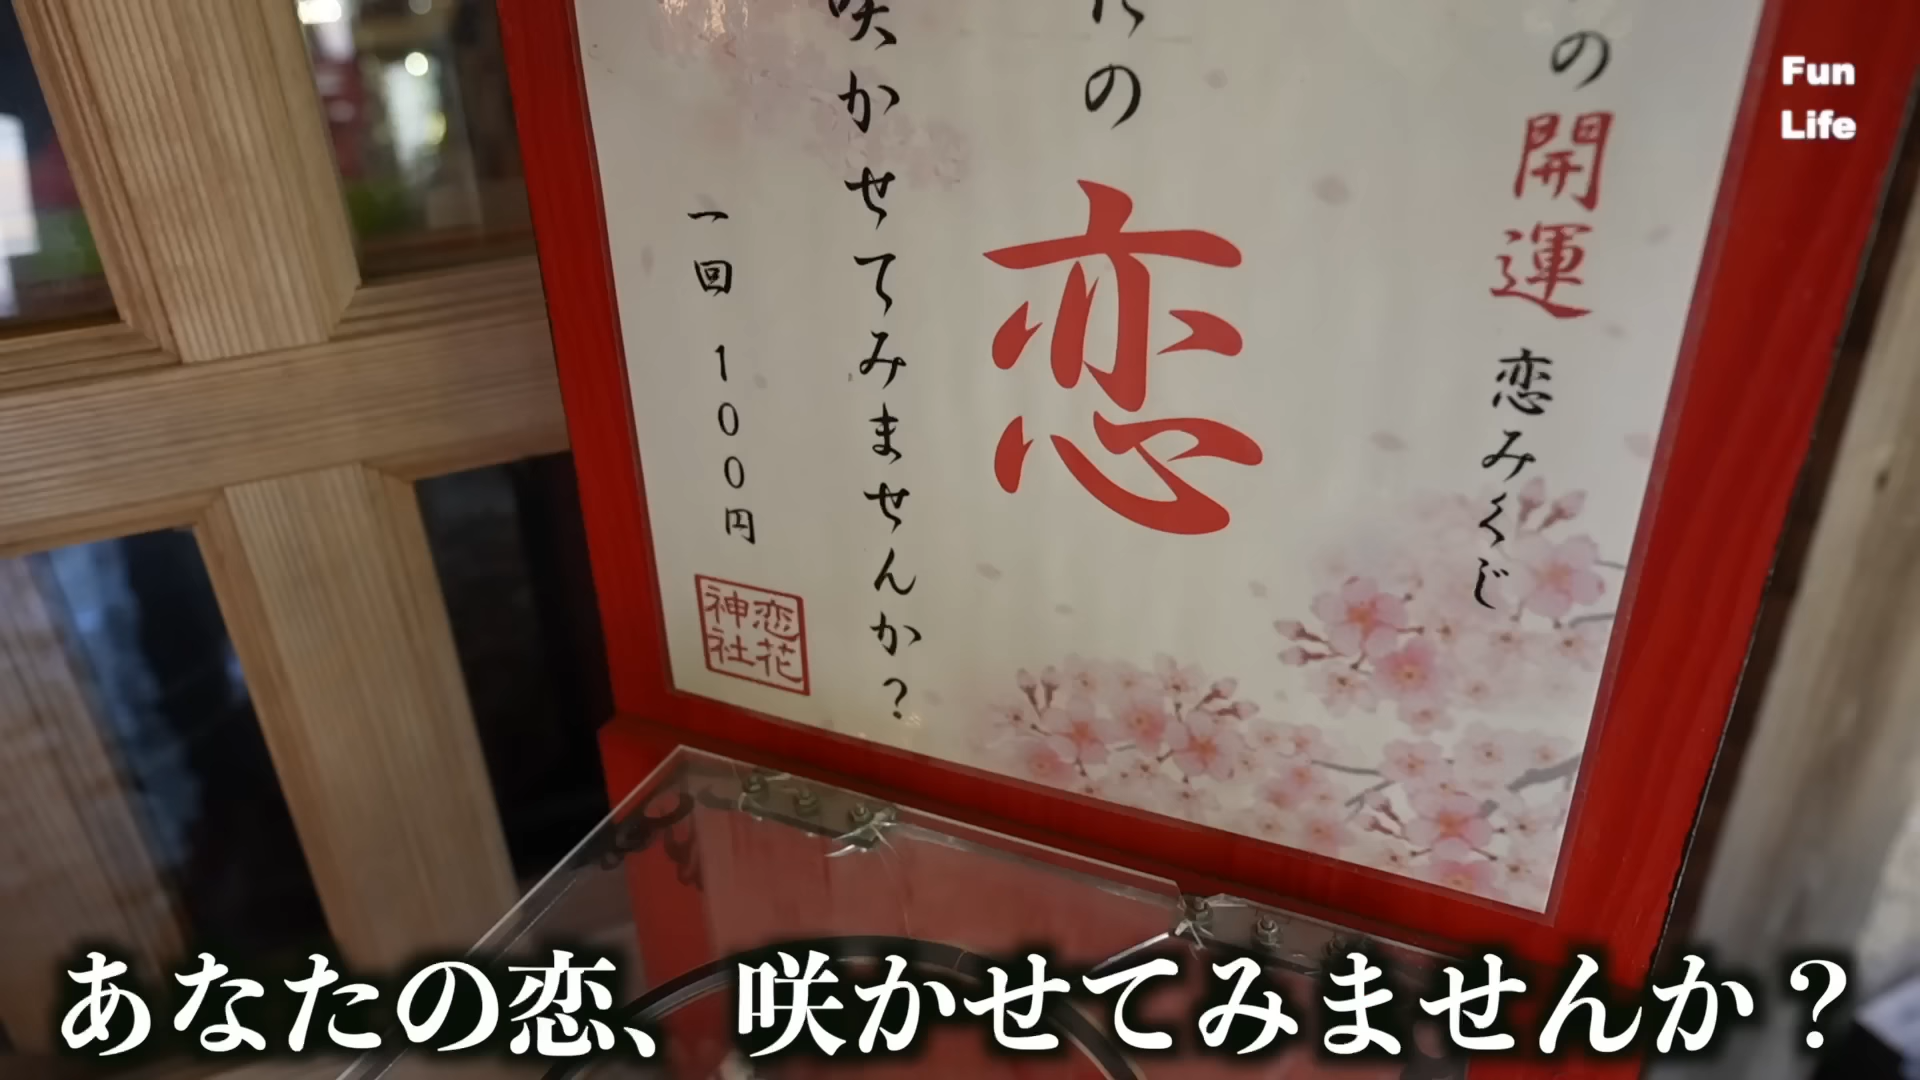 の開運恋みくじ
たの恋
咲かせてみませんか?
一回 100円
恋花
神社
Fun
Life
あなたの恋、咲かせてみませんか?